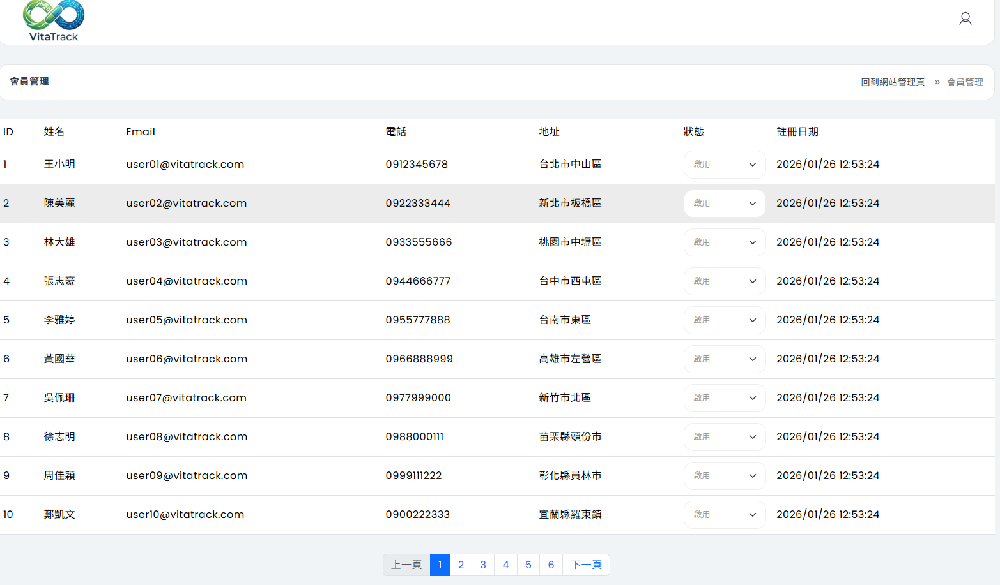 VitaTrack
會員管理
回到網站管理頁 » 會員管理
ID 姓名 Email 電話 地址 狀態 註冊日期
1 王小明 user01@vitatrack.com 0912345678 台北市中山區 啟用 2026/01/26 12:53:24
2 陳美麗 user02@vitatrack.com 0922333444 新北市板橋區 啟用 2026/01/26 12:53:24
3 林大雄 user03@vitatrack.com 0933555666 桃園市中壢區 啟用 2026/01/26 12:53:24
4 張志豪 user04@vitatrack.com 0944666777 台中市西屯區 啟用 2026/01/26 12:53:24
5 李雅婷 user05@vitatrack.com 0955777888 台南市東區 啟用 2026/01/26 12:53:24
6 黃國華 user06@vitatrack.com 0966888999 高雄市左營區 啟用 2026/01/26 12:53:24
7 吳佩珊 user07@vitatrack.com 0977999000 新竹市北區 啟用 2026/01/26 12:53:24
8 徐志明 user08@vitatrack.com 0988000111 苗栗縣頭份市 啟用 2026/01/26 12:53:24
9 周佳穎 user09@vitatrack.com 0999111222 彰化縣員林市 啟用 2026/01/26 12:53:24
10 鄭凱文 user10@vitatrack.com 0900222333 宜蘭縣羅東鎮 啟用 2026/01/26 12:53:24
上一頁 1 2 3 4 5 6 下一頁